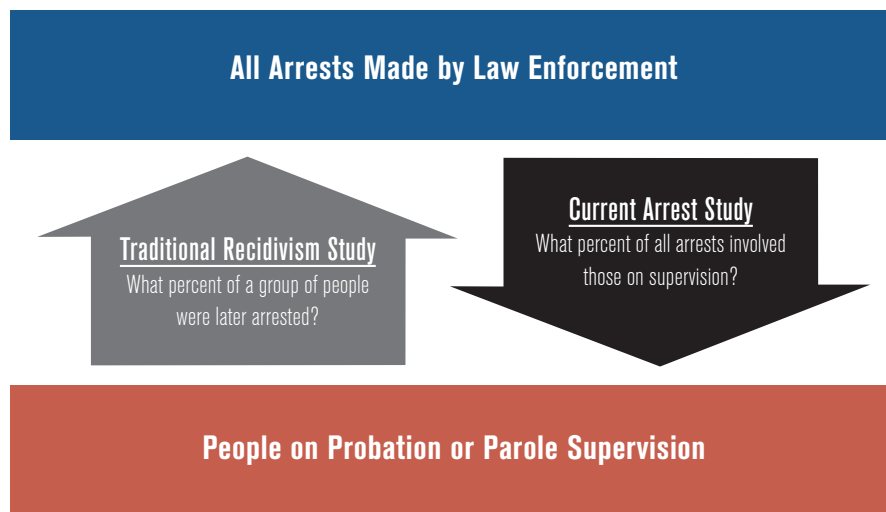 All Arrests Made by Law Enforcement
Traditional Recidivism Study
What percent of a group of people
were later arrested?
Current Arrest Study
What percent of all arrests involved
those on supervision?
People on Probation or Parole Supervision